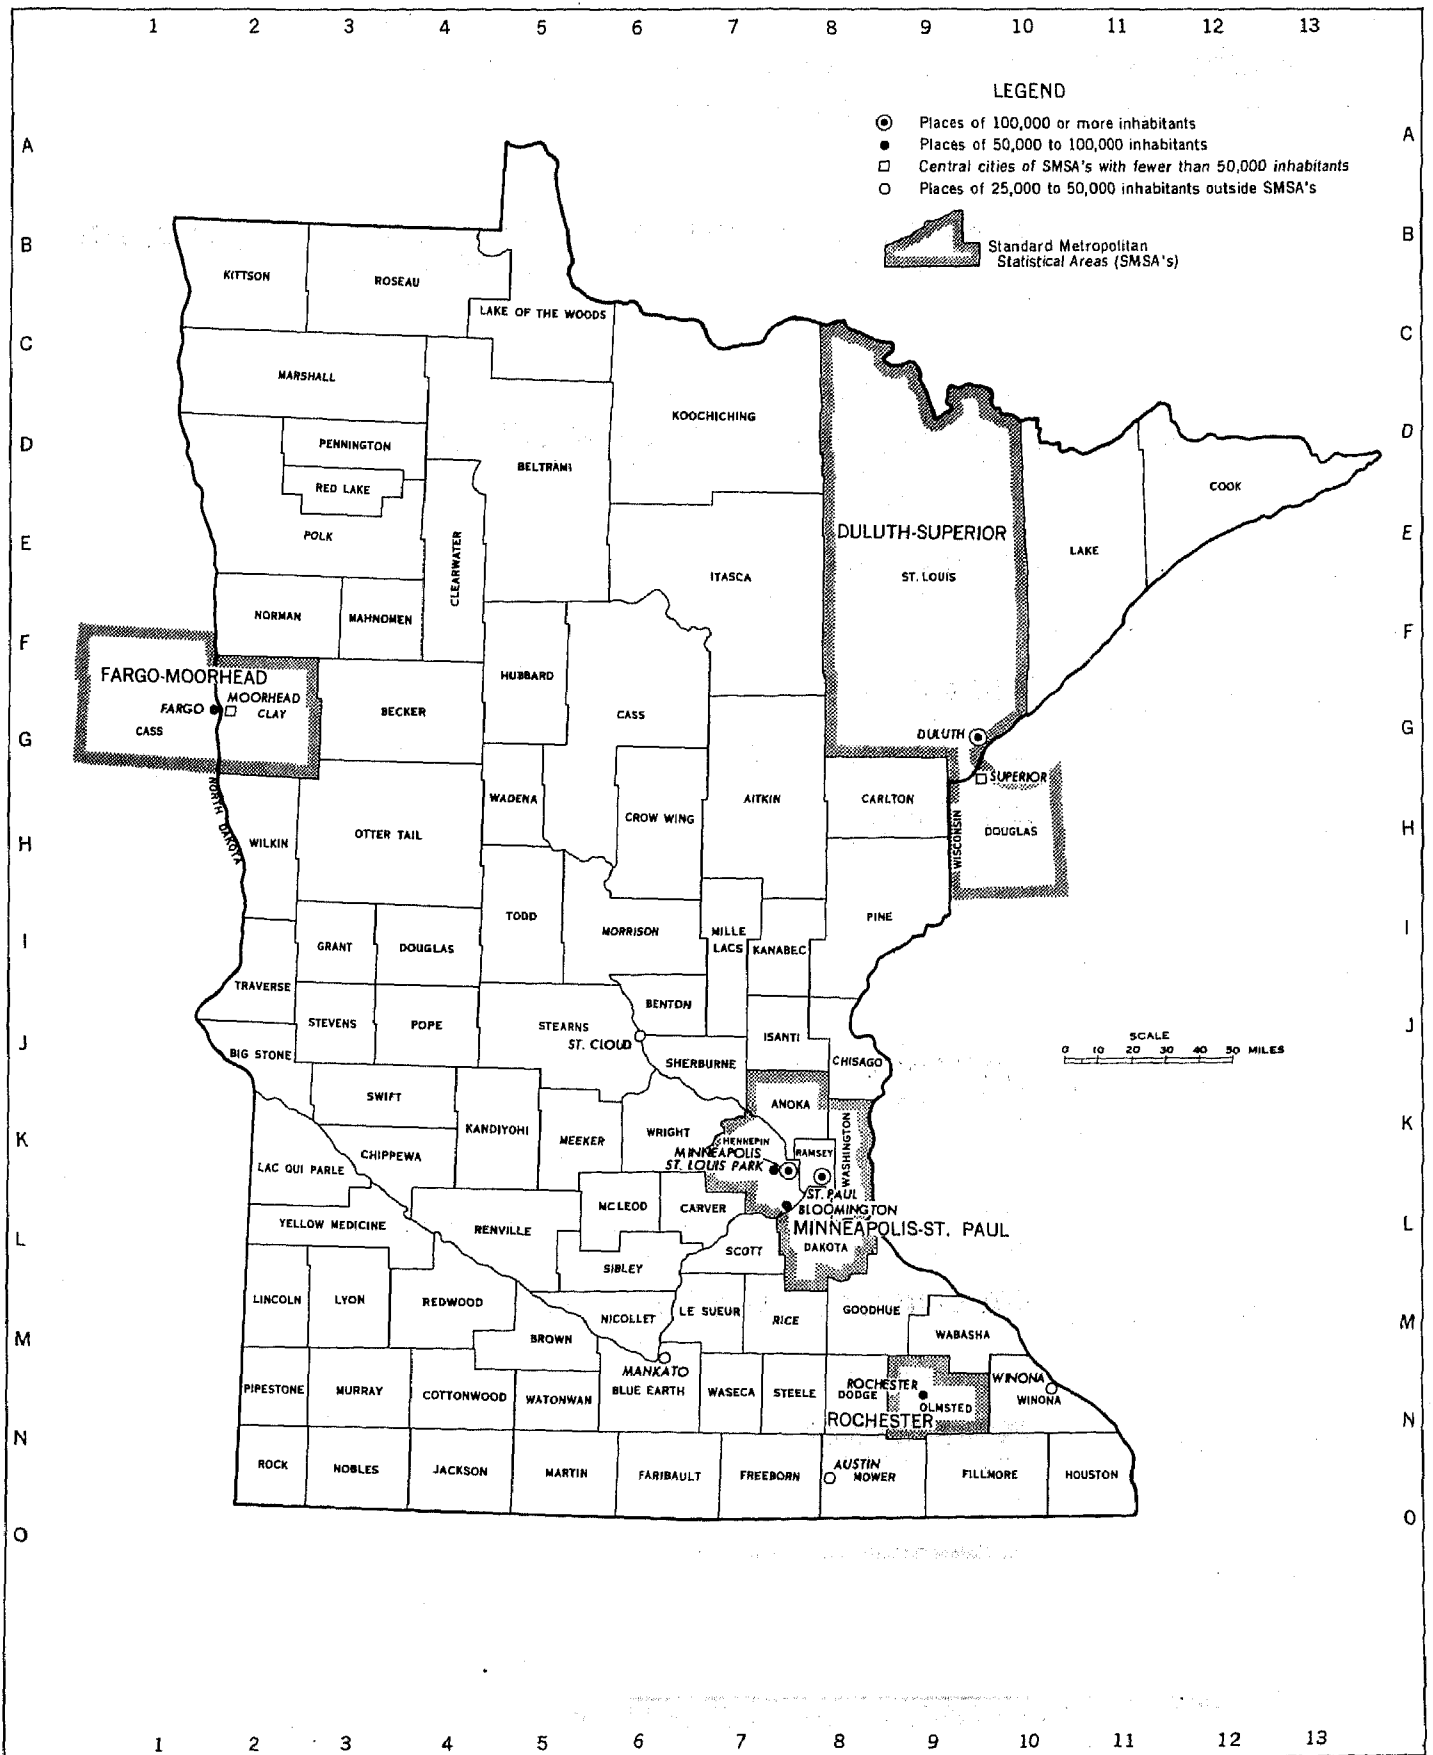 1 2 3 4 5 6 7 8 9 10 11 12 13
LEGEND
Places of 100,000 or more inhabitants
Places of 50,000 to 100,000 inhabitants
Central cities of SMSA's with fewer than 50,000 inhabitants
Places of 25,000 to 50,000 inhabitants outside SMSA's
Standard Metropolitan
Statistical Areas (SMSA's)
A A
B B
KITTSON
ROSEAU
LAKE OF THE WOODS
C C
MARSHALL
KOOCHICHING
D D
PENNINGTON
BELTRAMI
RED LAKE
COOK
POLK
E E
DULUTH-SUPERIOR
CLEARWATER
ITASCA
ST. LOUIS
LAKE
NORMAN
MAHNOMEN
F F
FARGO-MOORHEAD
HUBBARD
MOORHEAD
FARGO
CLAY
BECKER
CASS
CASS
G G
DULUTH
SUPERIOR
NORTH DAKOTA
WADENA
AITKIN
CARLTON
CROW WING
WISCONSIN
DOUGLAS
H H
WILKIN
OTTER TAIL
TODD
MORRISON
MILLE
LACS
PINE
I I
GRANT
DOUGLAS
KANABEC
TRAVERSE
BENTON
STEVENS
POPE
STEARNS
ST. CLOUD
ISANTI
J J
SCALE
0 10 20 30 40 50 MILES
BIG STONE
SHERBURNE
CHISAGO
SWIFT
ANOKA
K K
KANDIYOHI
MEEKER
WRIGHT
HENNEPIN
MINNEAPOLIS
ST. LOUIS PARK
RAMSEY
WASHINGTON
CHIPPEWA
LAC QUI PARLE
ST. PAUL
BLOOMINGTON
MINNEAPOLIS-ST. PAUL
MCLEOD
CARVER
YELLOW MEDICINE
RENVILLE
L L
SCOTT
DAKOTA
SIBLEY
LINCOLN
LYON
REDWOOD
NICOLLET
LE SUEUR
RICE
GOODHUE
M M
BROWN
WABASHA
MANKATO
BLUE EARTH
PIPESTONE
MURRAY
COTTONWOOD
WATONWAN
WASECA
STEELE
DODGE
ROCHESTER
OLMSTED
ROCHESTER
WINONA
WINONA
N N
ROCK
NOBLES
JACKSON
MARTIN
FARIBAULT
FREEBORN
AUSTIN
MOWER
FILLMORE
HOUSTON
O O
1 2 3 4 5 6 7 8 9 10 11 12 13